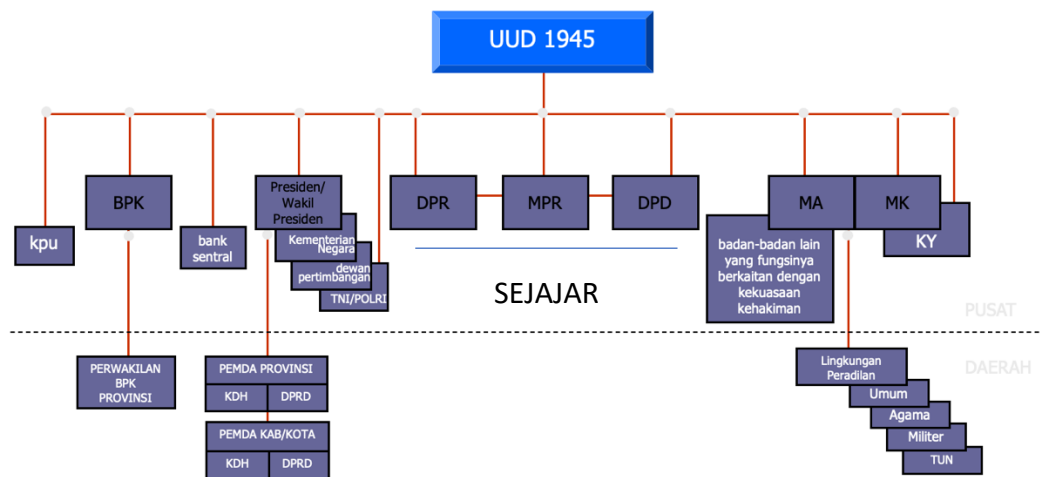 UUD 1945
BPK
Presiden/
Wakil
Presiden
DPR
MPR
DPD
MA
MK
kpu
bank
sentral
Kementerian
Negara
dewan
pertimbangan
TNI/POLRI
SEJAJAR
badan-badan lain
yang fungsinya
berkaitan dengan
kekuasaan
kehakiman
KY
PUSAT
DAERAH
PERWAKILAN
BPK
PROVINSI
PEMDA PROVINSI
KDH DPRD
PEMDA KAB/KOTA
KDH DPRD
Lingkungan
Peradilan
Umum
Agama
Militer
TUN